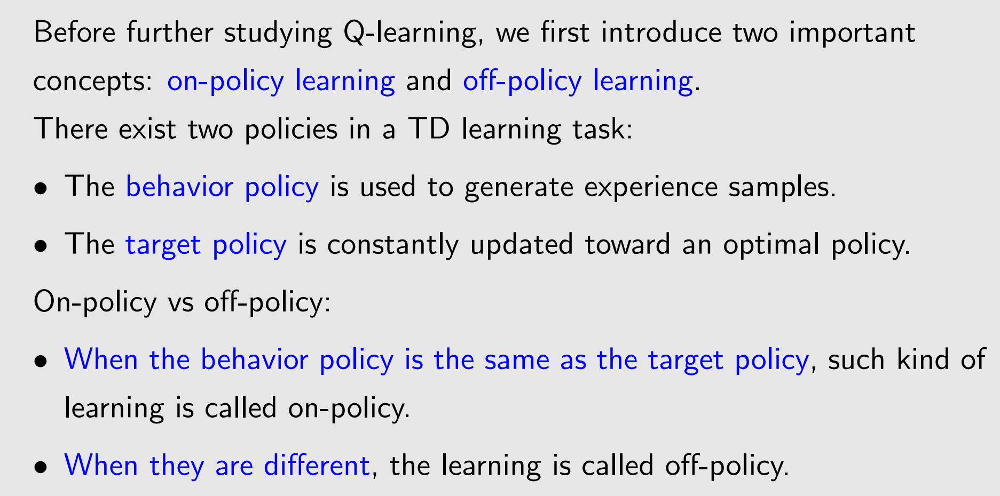 Before further studying Q-learning, we first introduce two important
concepts: on-policy learning and off-policy learning.
There exist two policies in a TD learning task:
• The behavior policy is used to generate experience samples.
• The target policy is constantly updated toward an optimal policy.
On-policy vs off-policy:
• When the behavior policy is the same as the target policy, such kind of
learning is called on-policy.
• When they are different, the learning is called off-policy.